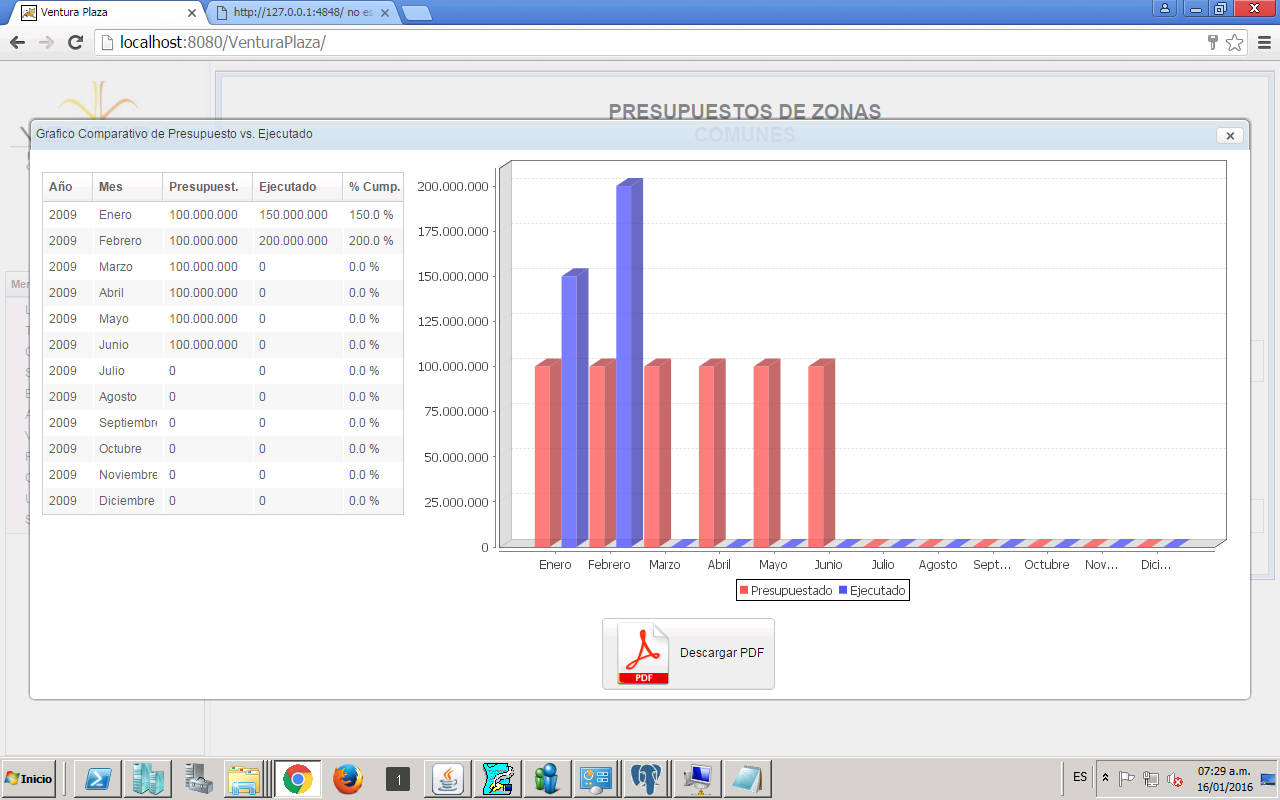 Ventura Plaza
http://127.0.0.1:4848/ no es
localhost:8080/VenturaPlaza/
PRESUPUESTOS DE ZONAS
COMUNES
Grafico Comparativo de Presupuesto vs. Ejecutado
Año Mes Presupuest. Ejecutado % Cump.
2009 Enero 100.000.000 150.000.000 150.0 %
2009 Febrero 100.000.000 200.000.000 200.0 %
2009 Marzo 100.000.000 0 0.0 %
2009 Abril 100.000.000 0 0.0 %
2009 Mayo 100.000.000 0 0.0 %
2009 Junio 100.000.000 0 0.0 %
2009 Julio 0 0 0.0 %
2009 Agosto 0 0 0.0 %
2009 Septiembre 0 0 0.0 %
2009 Octubre 0 0 0.0 %
2009 Noviembre 0 0 0.0 %
2009 Diciembre 0 0 0.0 %
200.000.000
175.000.000
150.000.000
125.000.000
100.000.000
75.000.000
50.000.000
25.000.000
0
Enero Febrero Marzo Abril Mayo Junio Julio Agosto Sept... Octubre Nov... Dici...
Presupuestado Ejecutado
PDF
Descargar PDF
Inicio
1
ES
07:29 a.m.
16/01/2016